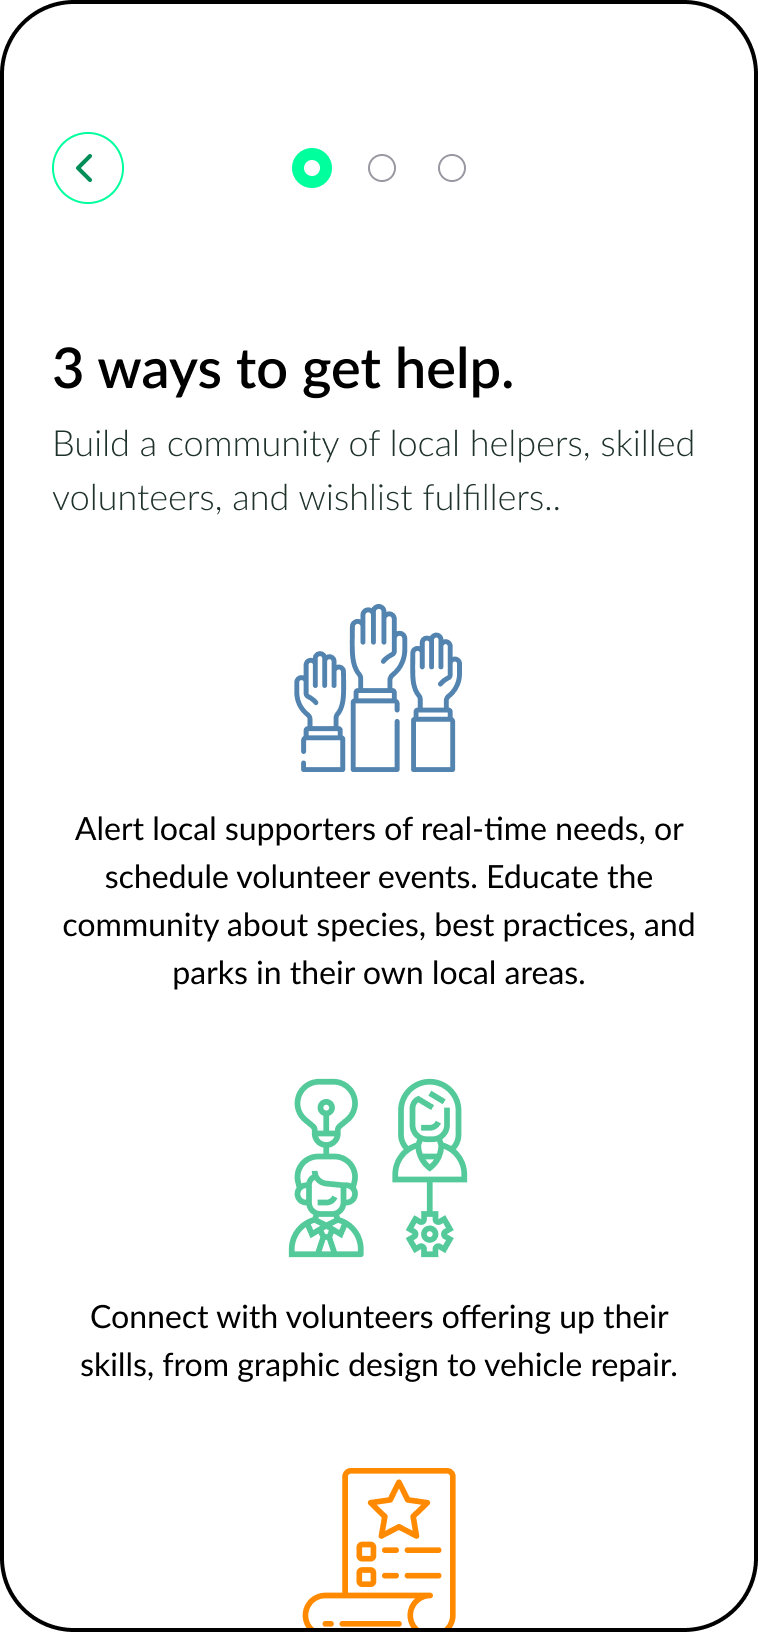 3 ways to get help.
Build a community of local helpers, skilled
volunteers, and wishlist fulfillers..
Alert local supporters of real-time needs, or
schedule volunteer events. Educate the
community about species, best practices, and
parks in their own local areas.
Connect with volunteers offering up their
skills, from graphic design to vehicle repair.